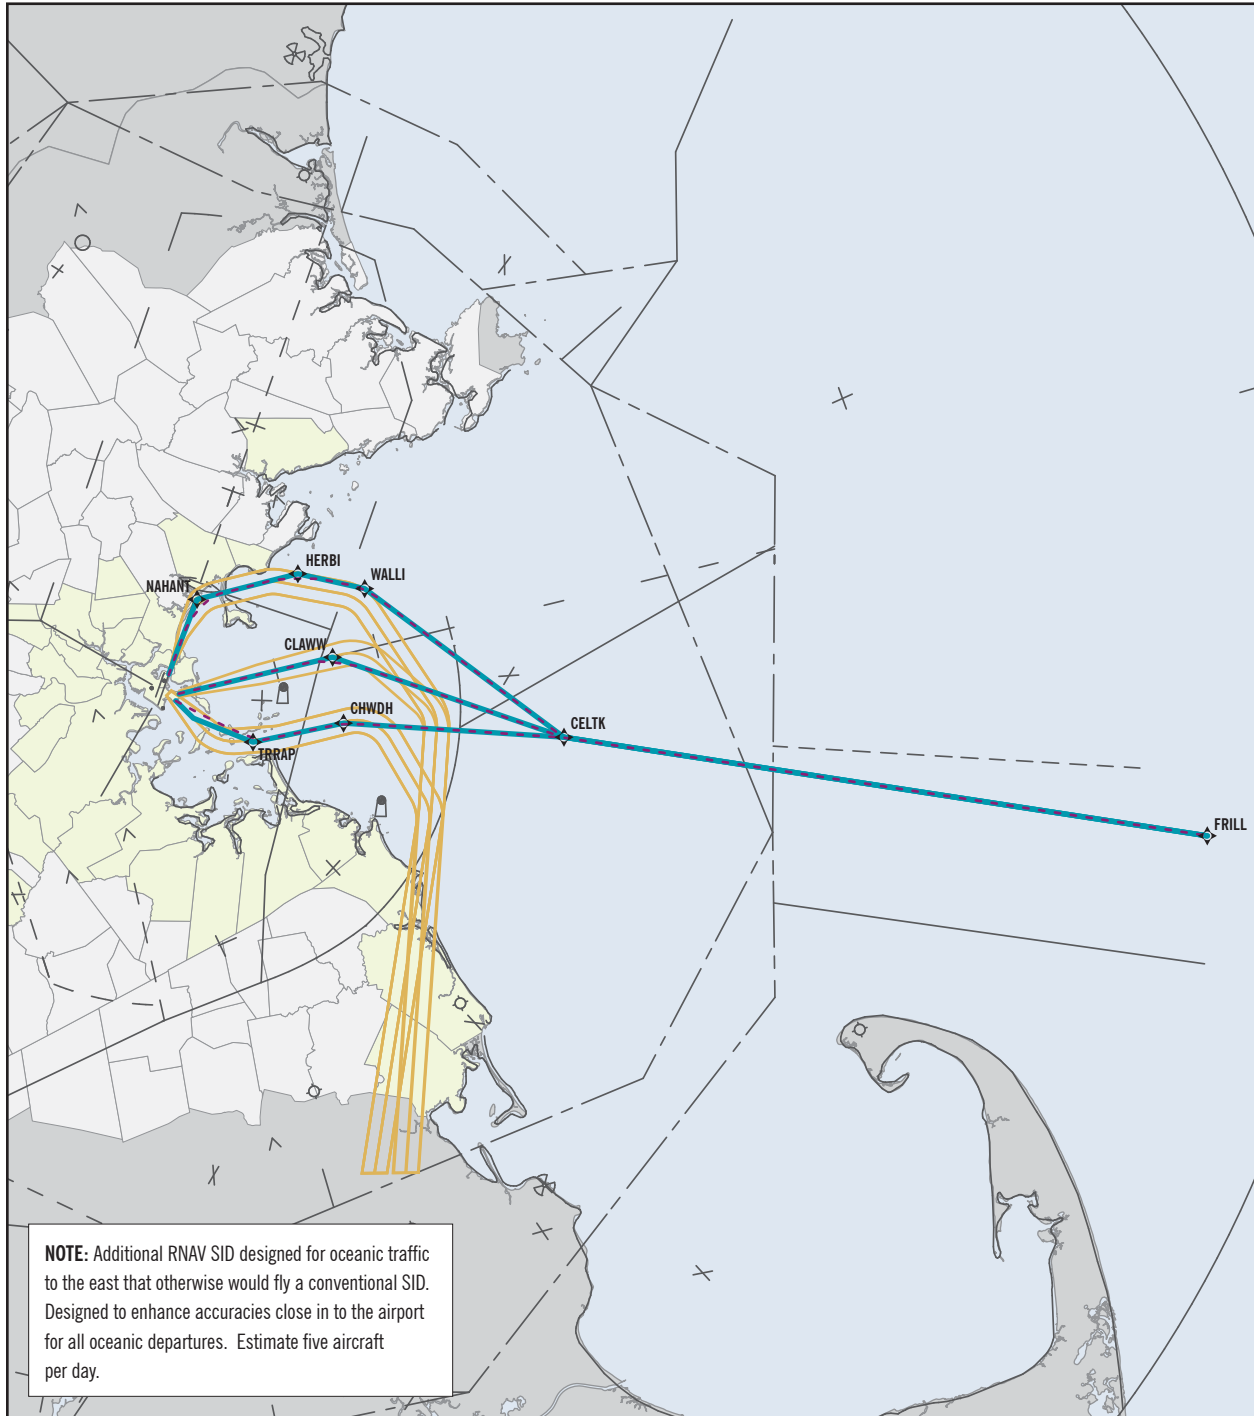 HERBI
WALLI
NAHANT
CLAWW
CHWDH
CELTK
TRRAP
FRILL
NOTE: Additional RNAV SID designed for oceanic traffic
to the east that otherwise would fly a conventional SID.
Designed to enhance accuracies close in to the airport
for all oceanic departures. Estimate five aircraft
per day.